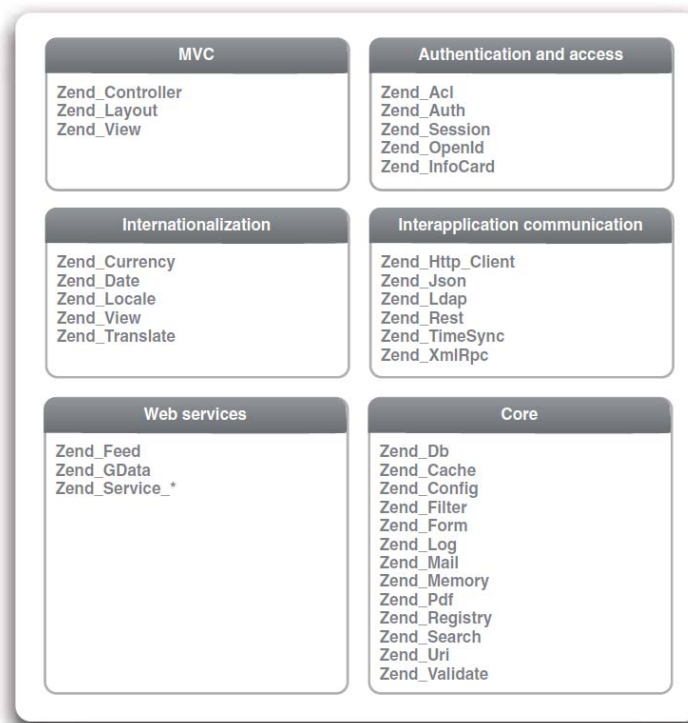 MVC
Zend_Controller
Zend_Layout
Zend_View
Authentication and access
Zend_Acl
Zend_Auth
Zend_Session
Zend_OpenId
Zend_InfoCard
Internationalization
Zend_Currency
Zend_Date
Zend_Locale
Zend_View
Zend_Translate
Interapplication communication
Zend_Http_Client
Zend_Json
Zend_Ldap
Zend_Rest
Zend_TimeSync
Zend_XmlRpc
Web services
Zend_Feed
Zend_GData
Zend_Service_*
Core
Zend_Db
Zend_Cache
Zend_Config
Zend_Filter
Zend_Form
Zend_Log
Zend_Mail
Zend_Memory
Zend_Pdf
Zend_Registry
Zend_Search
Zend_Uri
Zend_Validate